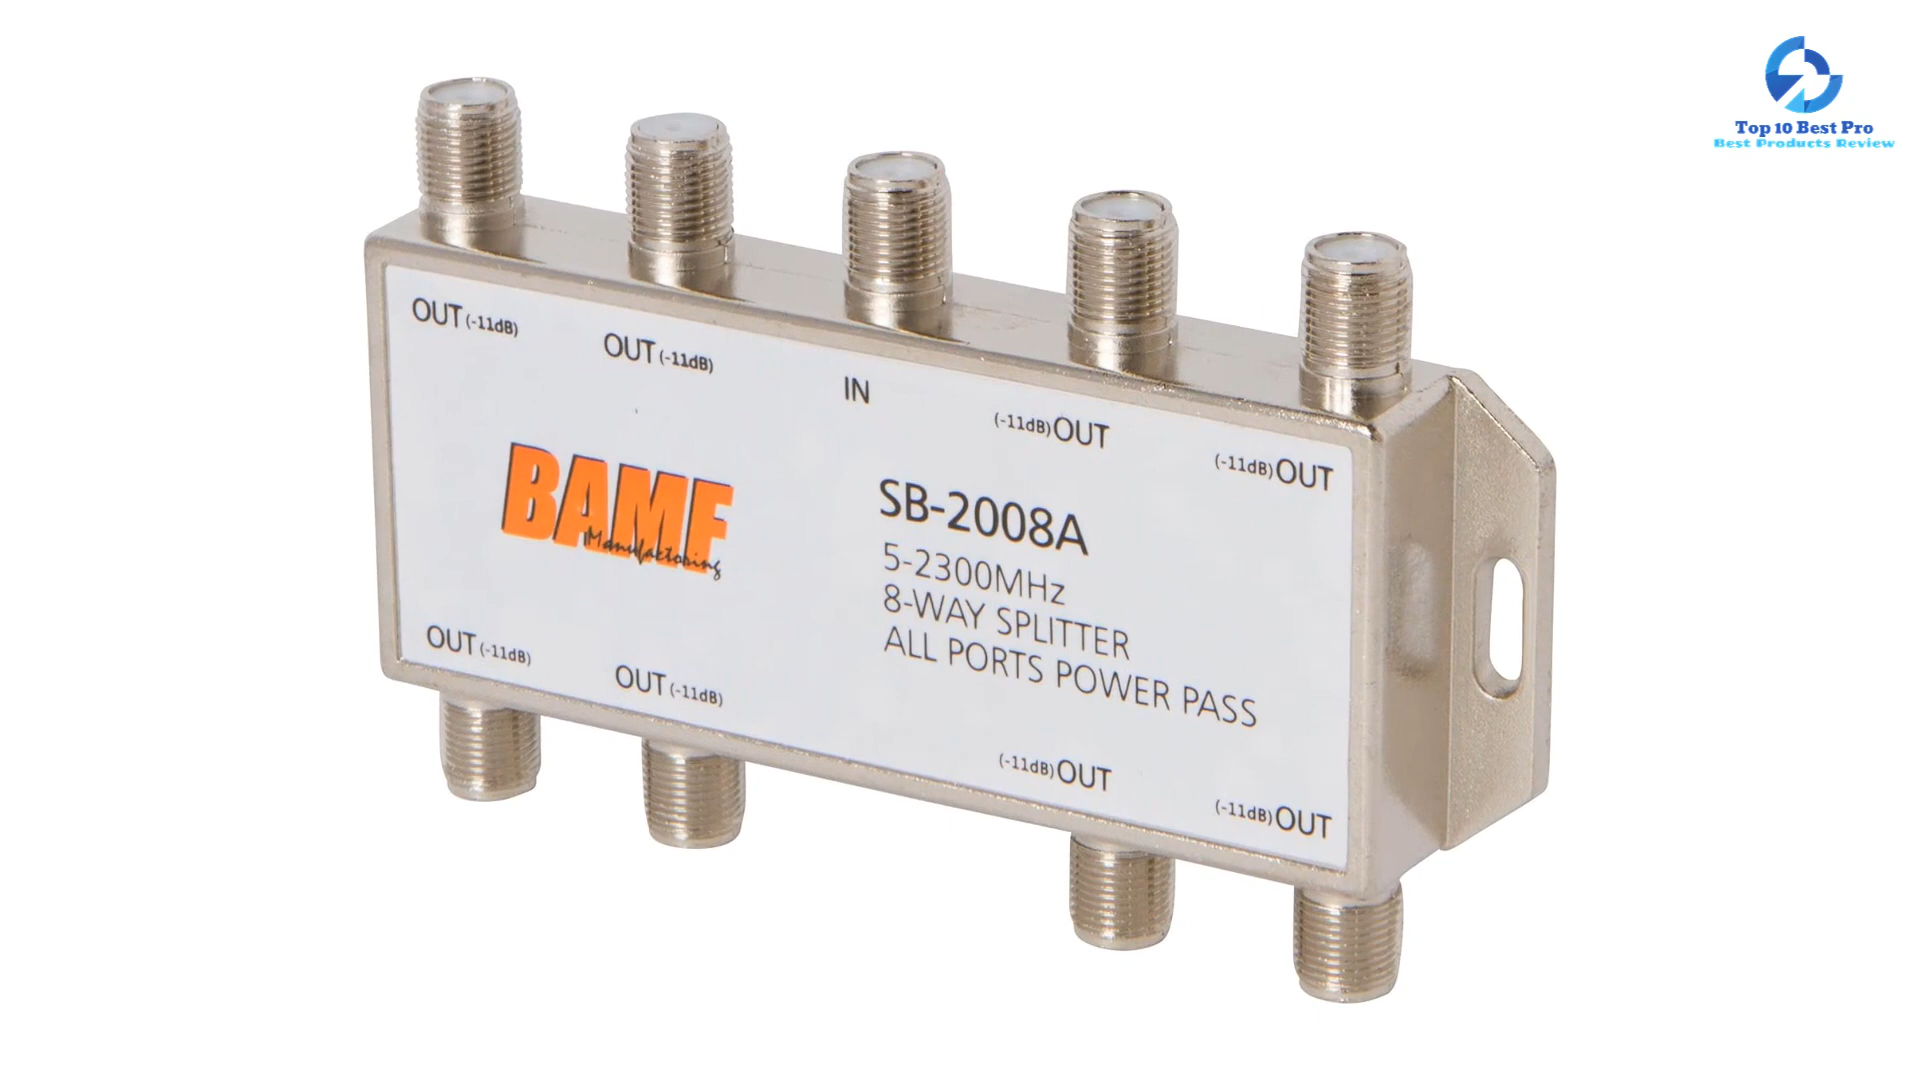 Top 10 Best Pro
Best Products Review
OUT (-11dB)
OUT (-11dB)
IN
(-11dB) OUT
(-11dB) OUT
BAMF
Manufactoring
SB-2008A
5-2300MHz
8-WAY SPLITTER
ALL PORTS POWER PASS
OUT (-11dB)
OUT (-11dB)
(-11dB) OUT
(-11dB) OUT